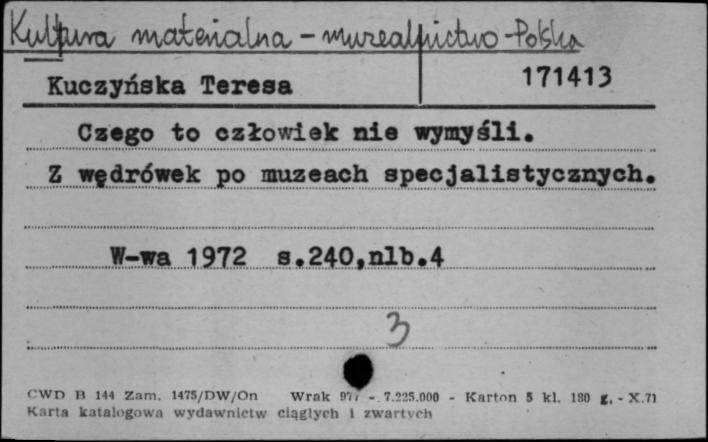 Kultura materialna - muzealnictwo - Polska
Kuczyńska Teresa 171413
Czego to człowiek nie wymyśli.
Z wędrówek po muzeach specjalistycznych.
W-wa 1972 s.240,nlb.4
3
CWD B 144 Zam. 1475/DW/On Wrak 977 - 7.225.000 - Karton 5 kl. 180 g. - X.71
Karta katalogowa wydawnictw ciągłych i zwartych